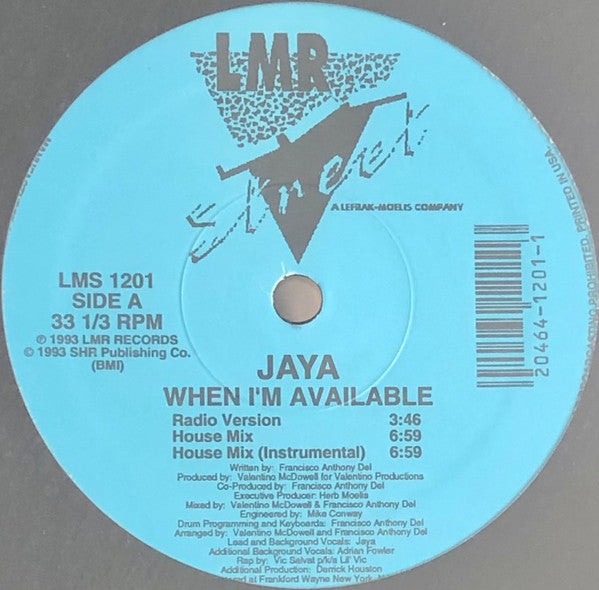 LMR
Street
A LEFRAK-MOELIS COMPANY
LMS 1201
SIDE A
33 1/3 RPM
℗ 1993 LMR RECORDS
© 1993 SHR Publishing Co.
(BMI)
20464-1201-1
PROHIBITED. PRINTED IN U.S.A.
JAYA
WHEN I'M AVAILABLE
Radio Version 3:46
House Mix 6:59
House Mix (Instrumental) 6:59
Written by: Francisco Anthony Del
Produced by: Valentino McDowell for Valentino Productions
Co-Produced by: Francisco Anthony Del
Executive Producer: Herb Moelis
Mixed by: Valentino McDowell & Francisco Anthony Del
Engineered by: Mike Conway
Drum Programming and Keyboards: Francisco Anthony Del
Arranged by: Valentino McDowell and Francisco Anthony Del
Lead and Background Vocals: Jaya
Additional Background Vocals: Adrian Fowler
Rap by: Vic Salvat p/k/a Lil' Vic
Additional Production: Derrick Houston
at Frankford Wayne New York